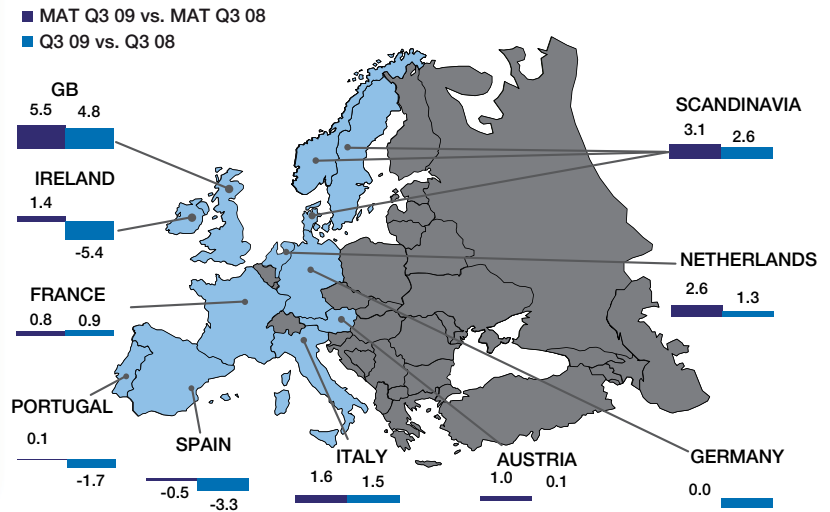 MAT Q3 09 vs. MAT Q3 08
Q3 09 vs. Q3 08
GB
5.5 4.8
SCANDINAVIA
3.1 2.6
IRELAND
1.4
-5.4
NETHERLANDS
2.6 1.3
FRANCE
0.8 0.9
PORTUGAL
0.1
-1.7
SPAIN
-0.5
-3.3
ITALY
1.6 1.5
AUSTRIA
1.0 0.1
GERMANY
0.0